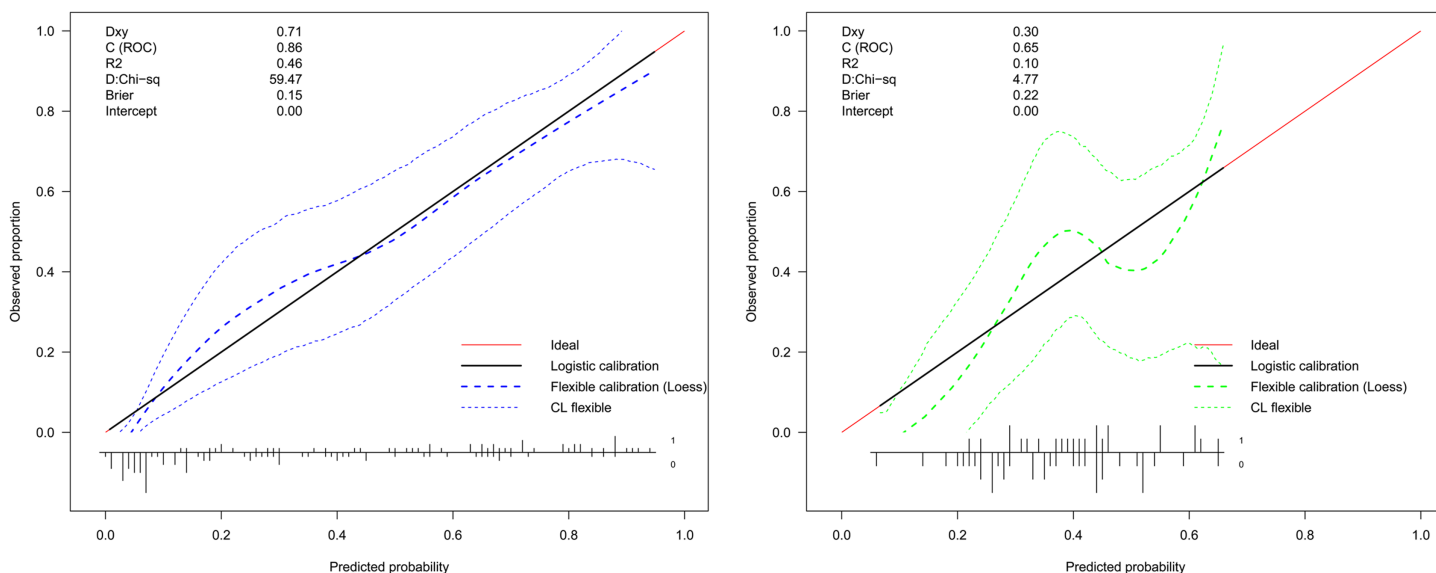 Dxy 0.71
C (ROC) 0.86
R2 0.46
D:Chi−sq 59.47
Brier 0.15
Intercept 0.00
1.0
0.8
0.6
0.4
0.2
0.0
Observed proportion
Ideal
Logistic calibration
Flexible calibration (Loess)
CL flexible
1
0
0.0 0.2 0.4 0.6 0.8 1.0
Predicted probability
Dxy 0.30
C (ROC) 0.65
R2 0.10
D:Chi−sq 4.77
Brier 0.22
Intercept 0.00
1.0
0.8
0.6
0.4
0.2
0.0
Observed proportion
Ideal
Logistic calibration
Flexible calibration (Loess)
CL flexible
1
0
0.0 0.2 0.4 0.6 0.8 1.0
Predicted probability